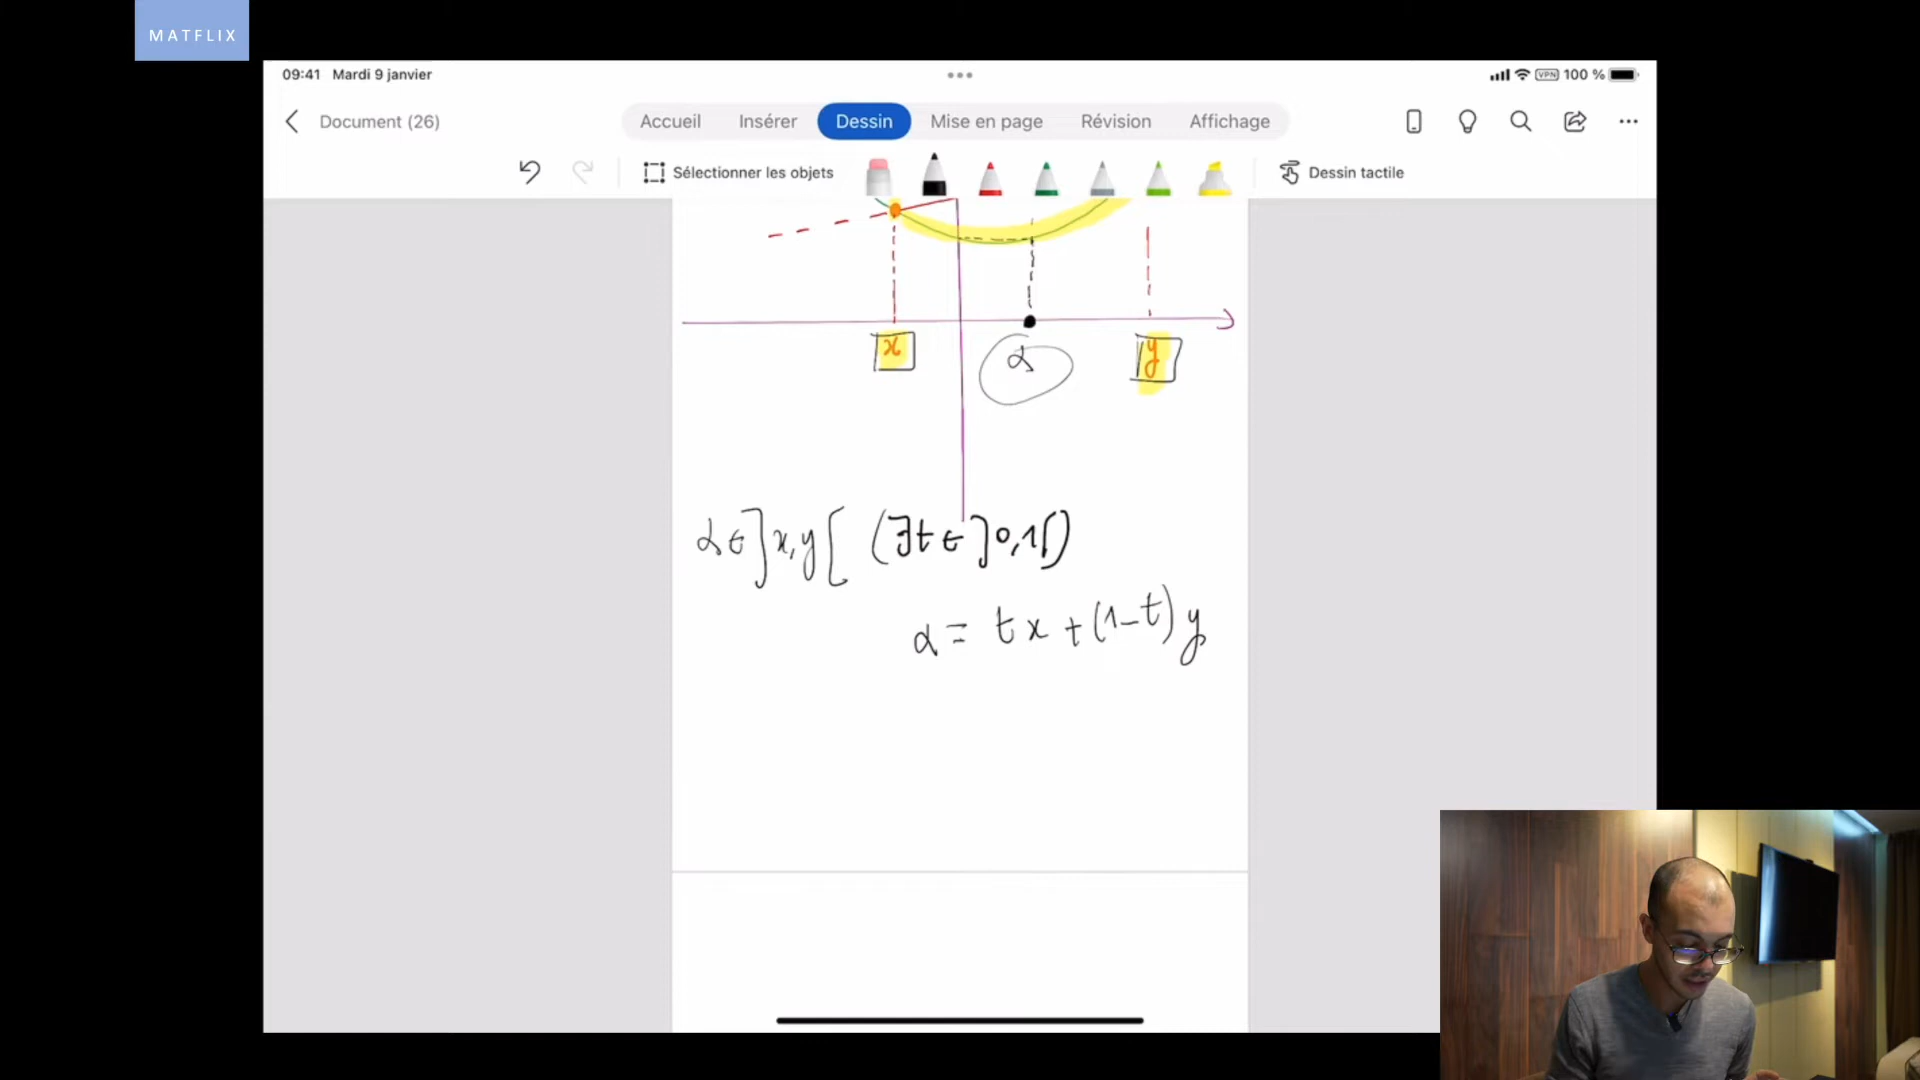 MATFLIX
09:41 Mardi 9 janvier
VPN 100 %
Document (26)
Accueil Insérer Dessin Mise en page Révision Affichage
Sélectionner les objets
Dessin tactile
x α y
α ∈ ]x,y[ (∃t ∈ ]0,1[)
α = tx + (1-t)y